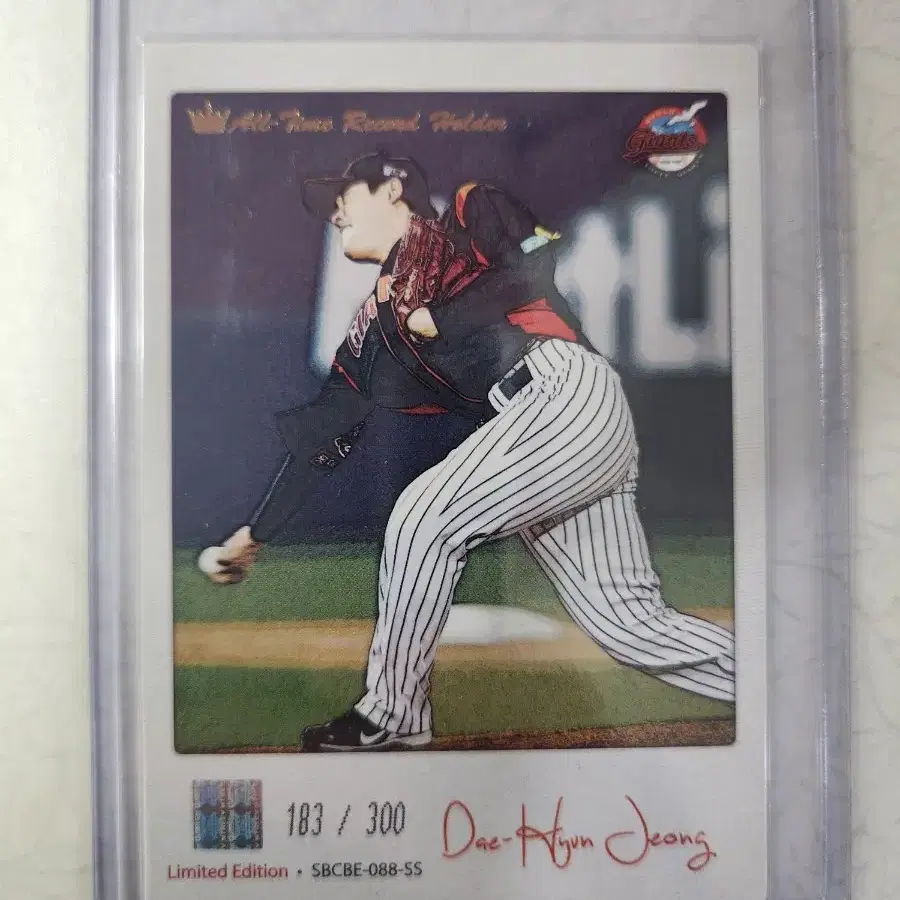 All-Time Record Holder
Giants
183 / 300
Dae-Hyun Jeong
Limited Edition • SBCBE-088-SS